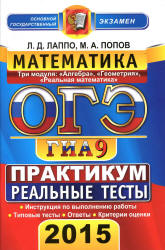 ОСНОВНОЙ
ГОСУДАРСТВЕННЫЙ
ЭКЗАМЕН
Л. Д. ЛАППО, М. А. ПОПОВ
МАТЕМАТИКА
Три модуля: «Алгебра», «Геометрия»,
«Реальная математика»
ОГЭ
ГИА 9
ПРАКТИКУМ
РЕАЛЬНЫЕ ТЕСТЫ
• Инструкция по выполнению работы
• Типовые тесты • Ответы • Критерии оценки
2015